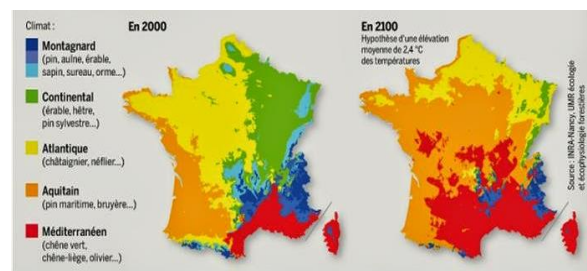 Climat :
Montagnard
(pin, aulne, érable,
sapin, sureau, orme...)
Continental
(érable, hêtre,
pin sylvestre...)
Atlantique
(châtaignier, néflier...)
Aquitain
(pin maritime, bruyère...)
Méditerranéen
(chêne vert,
chêne-liège, olivier...)
En 2000
En 2100
Hypothèse d'une élévation
moyenne de 2,4 °C
des températures
Source : INRA-Nancy, UMR écologie
et écophysiologie forestières